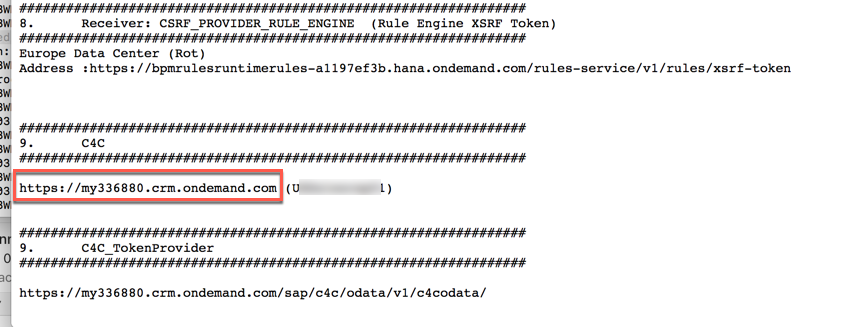 ################################################################
8.      Receiver: CSRF_PROVIDER_RULE_ENGINE  (Rule Engine XSRF Token)
################################################################
Europe Data Center (Rot)
Address :https://bpmrulesruntimerules-a1197ef3b.hana.ondemand.com/rules-service/v1/rules/xsrf-token
################################################################
9.      C4C
################################################################
https://my336880.crm.ondemand.com (U 1)
################################################################
9.      C4C_TokenProvider
################################################################
https://my336880.crm.ondemand.com/sap/c4c/odata/v1/c4codata/